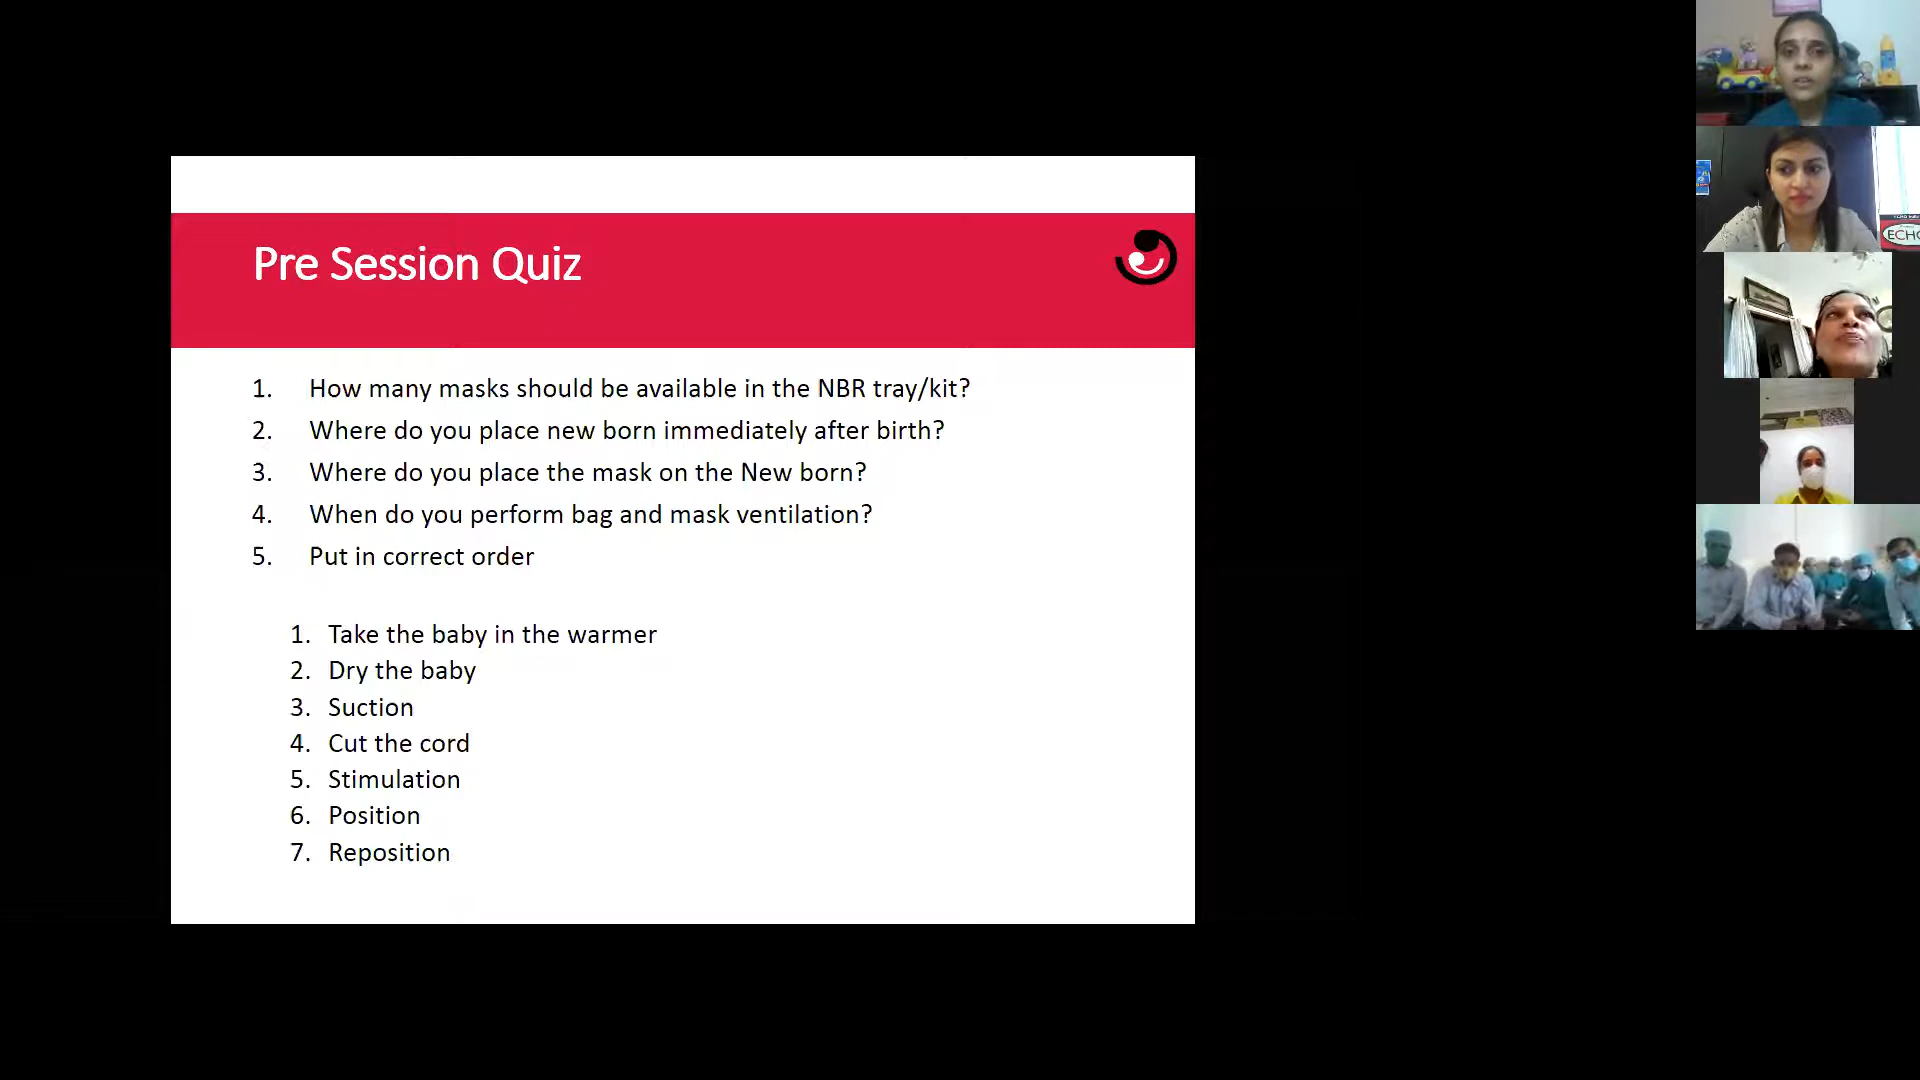 Pre Session Quiz
1. How many masks should be available in the NBR tray/kit?
2. Where do you place new born immediately after birth?
3. Where do you place the mask on the New born?
4. When do you perform bag and mask ventilation?
5. Put in correct order
1. Take the baby in the warmer
2. Dry the baby
3. Suction
4. Cut the cord
5. Stimulation
6. Position
7. Reposition